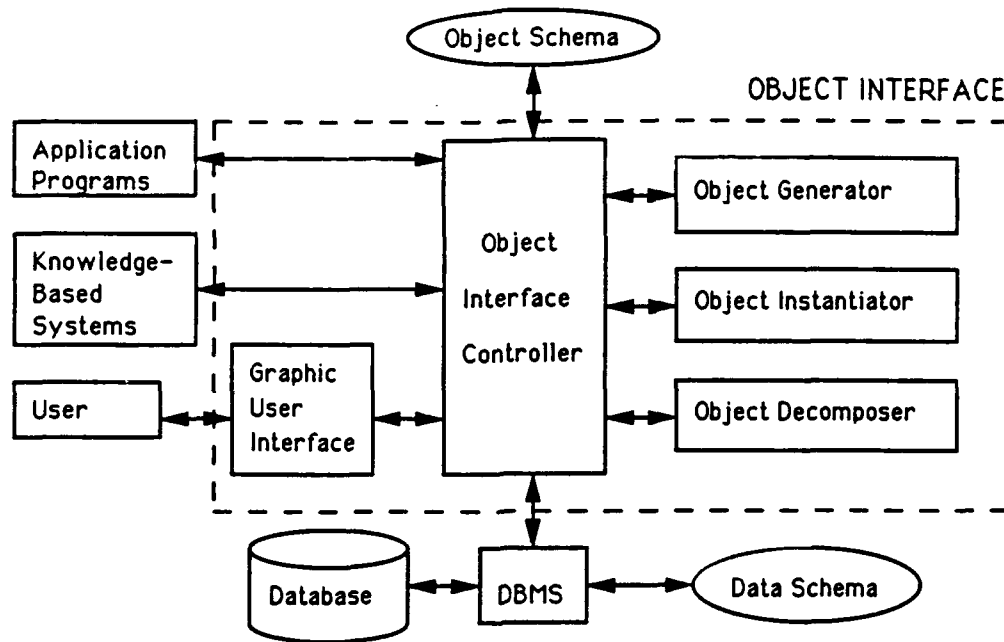 Object Schema
OBJECT INTERFACE
Application
Programs
Object Generator
Knowledge-
Based
Systems
Object
Interface
Controller
Object Instantiator
User
Graphic
User
Interface
Object Decomposer
Database
DBMS
Data Schema